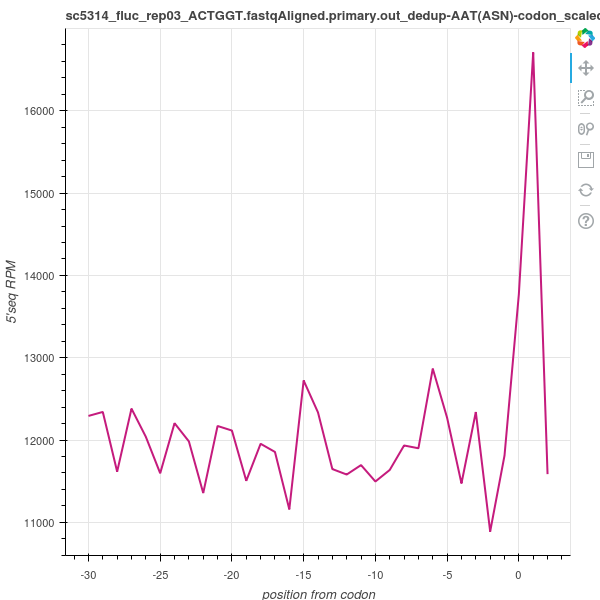 sc5314_fluc_rep03_ACTGGT.fastqAligned.primary.out_dedup-AAT(ASN)-codon_scaled
16000
15000
14000
13000
12000
11000
5'seq RPM
-30 -25 -20 -15 -10 -5 0
position from codon